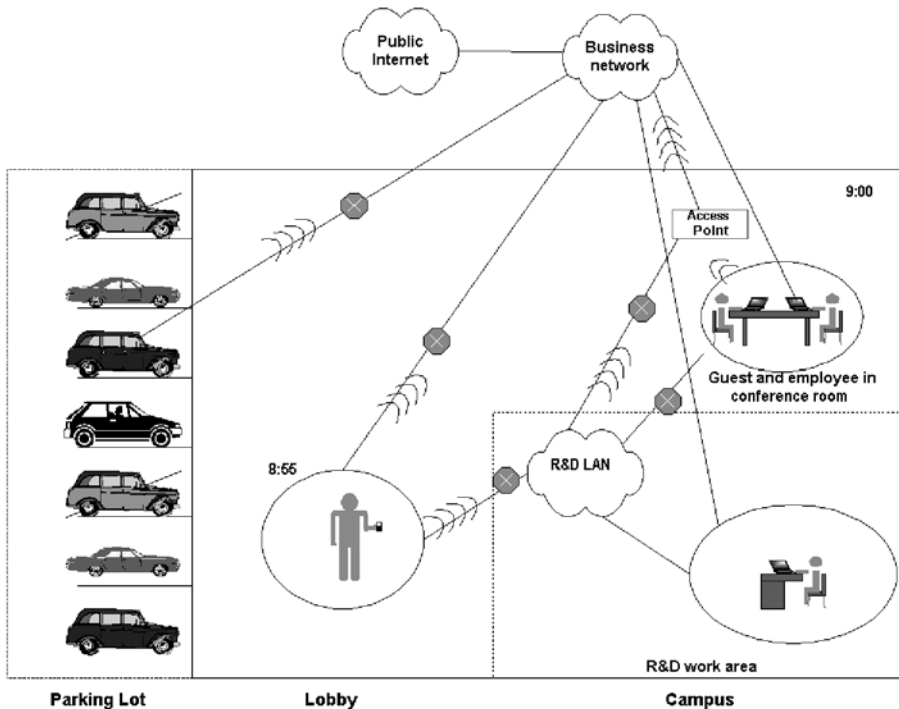 Public
Internet
Business
network
9:00
Access
Point
Guest and employee in
conference room
R&D LAN
8:55
R&D work area
Parking Lot
Lobby
Campus